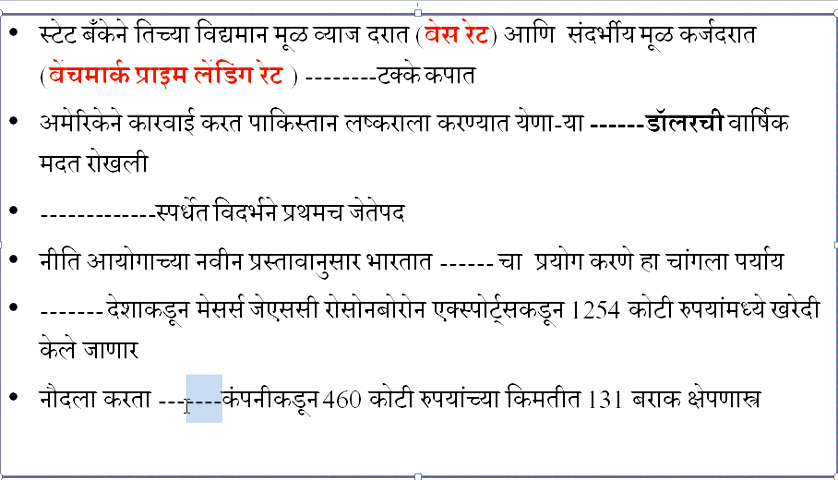 • स्टेट बँकेने तिच्या विद्यमान मूळ व्याज दरात (बेस रेट) आणि संदर्भीय मूळ कर्जदरात
(बेंचमार्क प्राइम लेंडिग रेट ) --------टक्के कपात
• अमेरिकेने कारवाई करत पाकिस्तान लष्कराला करण्यात येणा-या ------डॉलरची वार्षिक
मदत रोखली
• -------------स्पर्धेत विदर्भने प्रथमच जेतेपद
• नीति आयोगाच्या नवीन प्रस्तावानुसार भारतात ------ चा प्रयोग करणे हा चांगला पर्याय
• -------देशाकडून मेसर्स जेएससी रोसोनबोरोन एक्स्पोर्ट्सकडून 1254 कोटी रुपयांमध्ये खरेदी
केले जाणार
• नौदला करता -------कंपनीकडून 460 कोटी रुपयांच्या किमतीत 131 बराक क्षेपणास्त्र